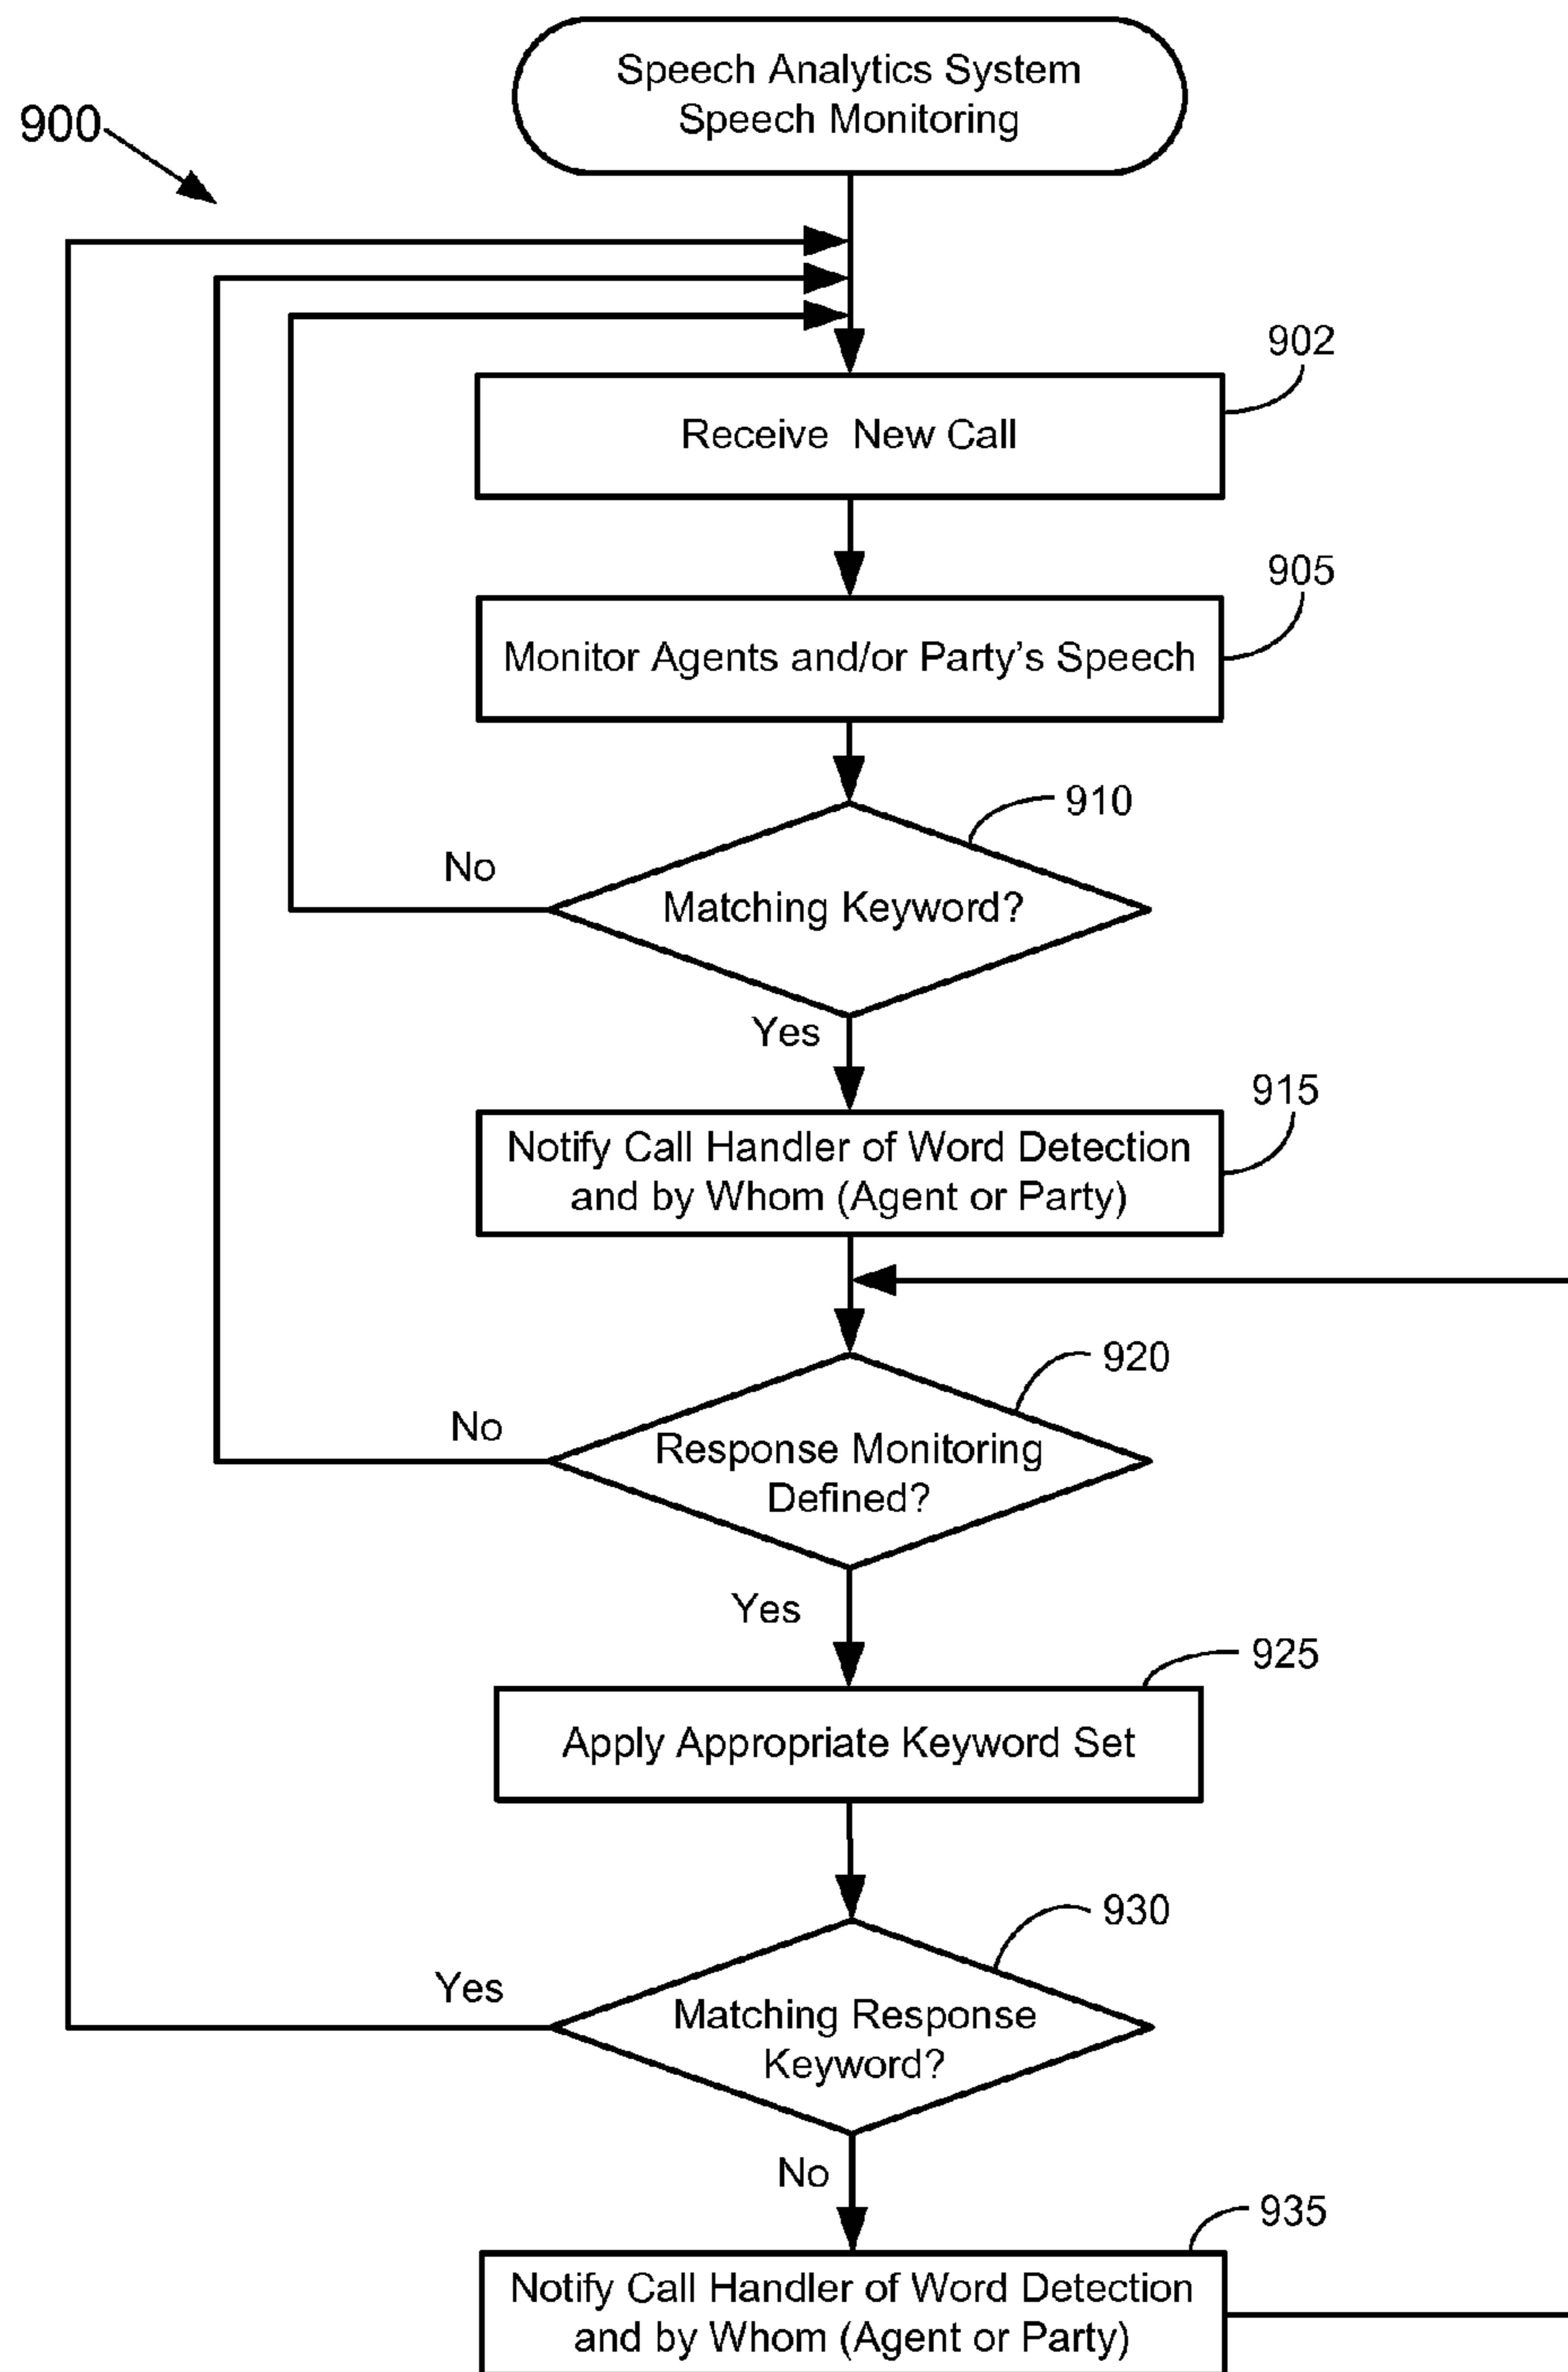 Speech Analytics System
Speech Monitoring
900
902
Receive New Call
905
Monitor Agents and/or Party's Speech
910
No
Matching Keyword?
Yes
915
Notify Call Handler of Word Detection
and by Whom (Agent or Party)
920
No
Response Monitoring
Defined?
Yes
925
Apply Appropriate Keyword Set
930
Yes
Matching Response
Keyword?
No
935
Notify Call Handler of Word Detection
and by Whom (Agent or Party)